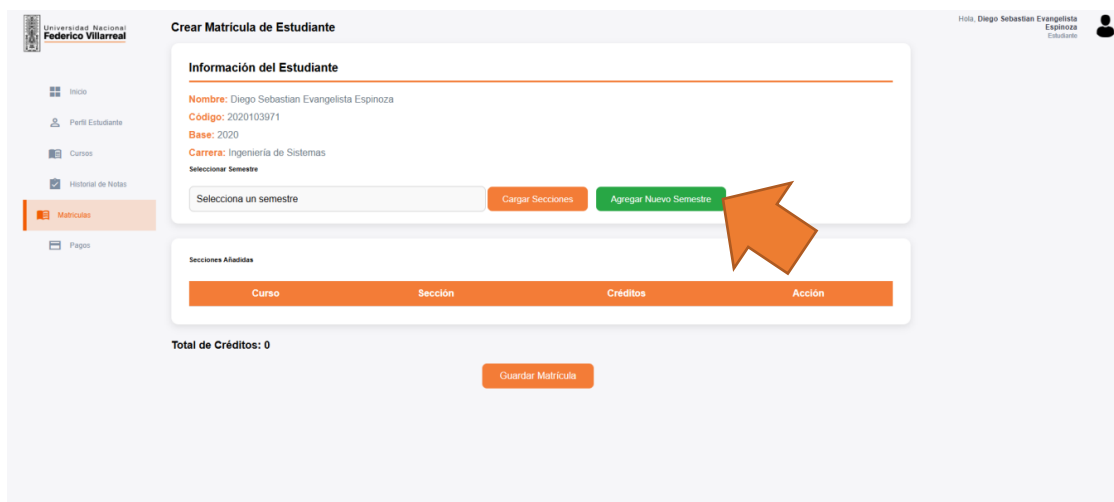 Universidad Nacional
Federico Villarreal
Crear Matrícula de Estudiante
Hola, Diego Sebastian Evangelista
Espinoza
Estudiante
Información del Estudiante
Inicio
Perfil Estudiante
Cursos
Historial de Notas
Matriculas
Pagos
Nombre: Diego Sebastian Evangelista Espinoza
Código: 2020103971
Base: 2020
Carrera: Ingeniería de Sistemas
Seleccionar Semestre
Selecciona un semestre
Cargar Secciones
Agregar Nuevo Semestre
Secciones Añadidas
Curso Sección Créditos Acción
Total de Créditos: 0
Guardar Matrícula